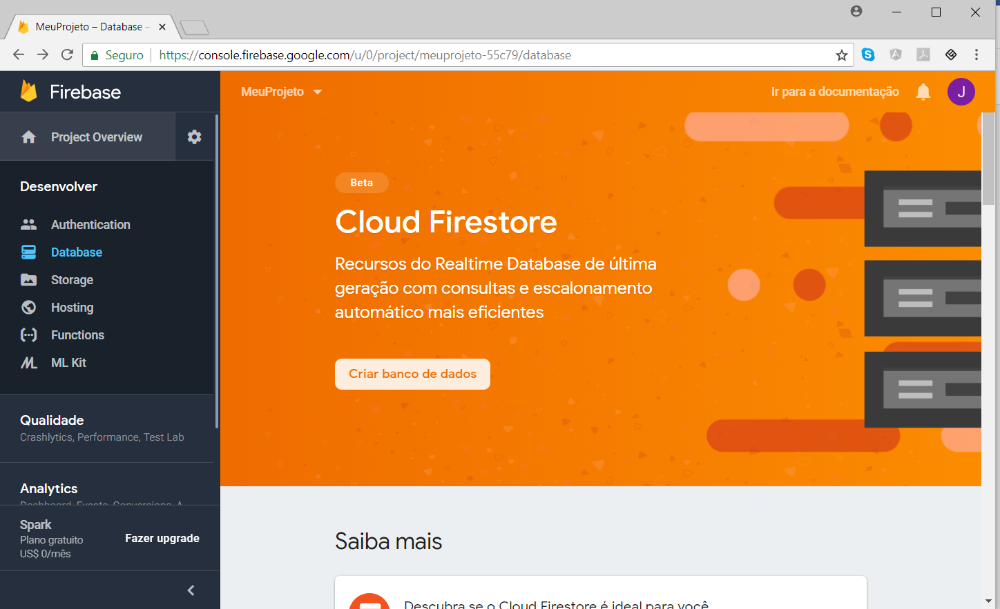 MeuProjeto – Database –
Seguro
https://console.firebase.google.com/u/0/project/meuprojeto-55c79/database
Firebase
MeuProjeto
Ir para a documentação
J
Project Overview
Desenvolver
Authentication
Database
Storage
Hosting
Functions
ML Kit
Qualidade
Crashlytics, Performance, Test Lab
Analytics
Dashboard, Events, Conversions, A
Spark
Plano gratuito
US$ 0/mês
Fazer upgrade
Beta
Cloud Firestore
Recursos do Realtime Database de última
geração com consultas e escalonamento
automático mais eficientes
Criar banco de dados
Saiba mais
Descubra se o Cloud Firestore é ideal para você